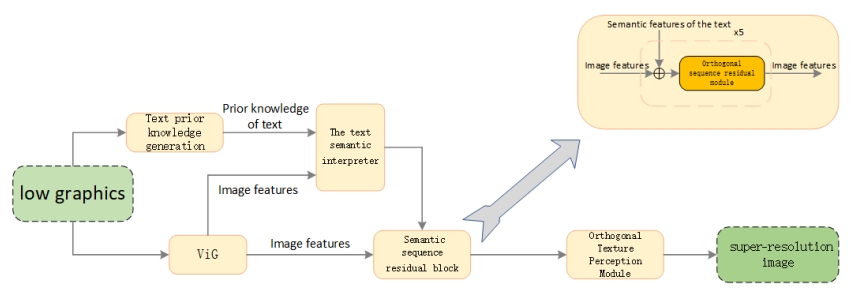 Semantic features of the text
x5
Image features
Orthogonal
sequence residual
module
Image features
Text prior
knowledge
generation
Prior knowledge
of text
The text
semantic
interpreter
low graphics
Image features
ViG
Image features
Semantic
sequence
residual block
Orthogonal
Texture
Perception
Module
super-resolution
image